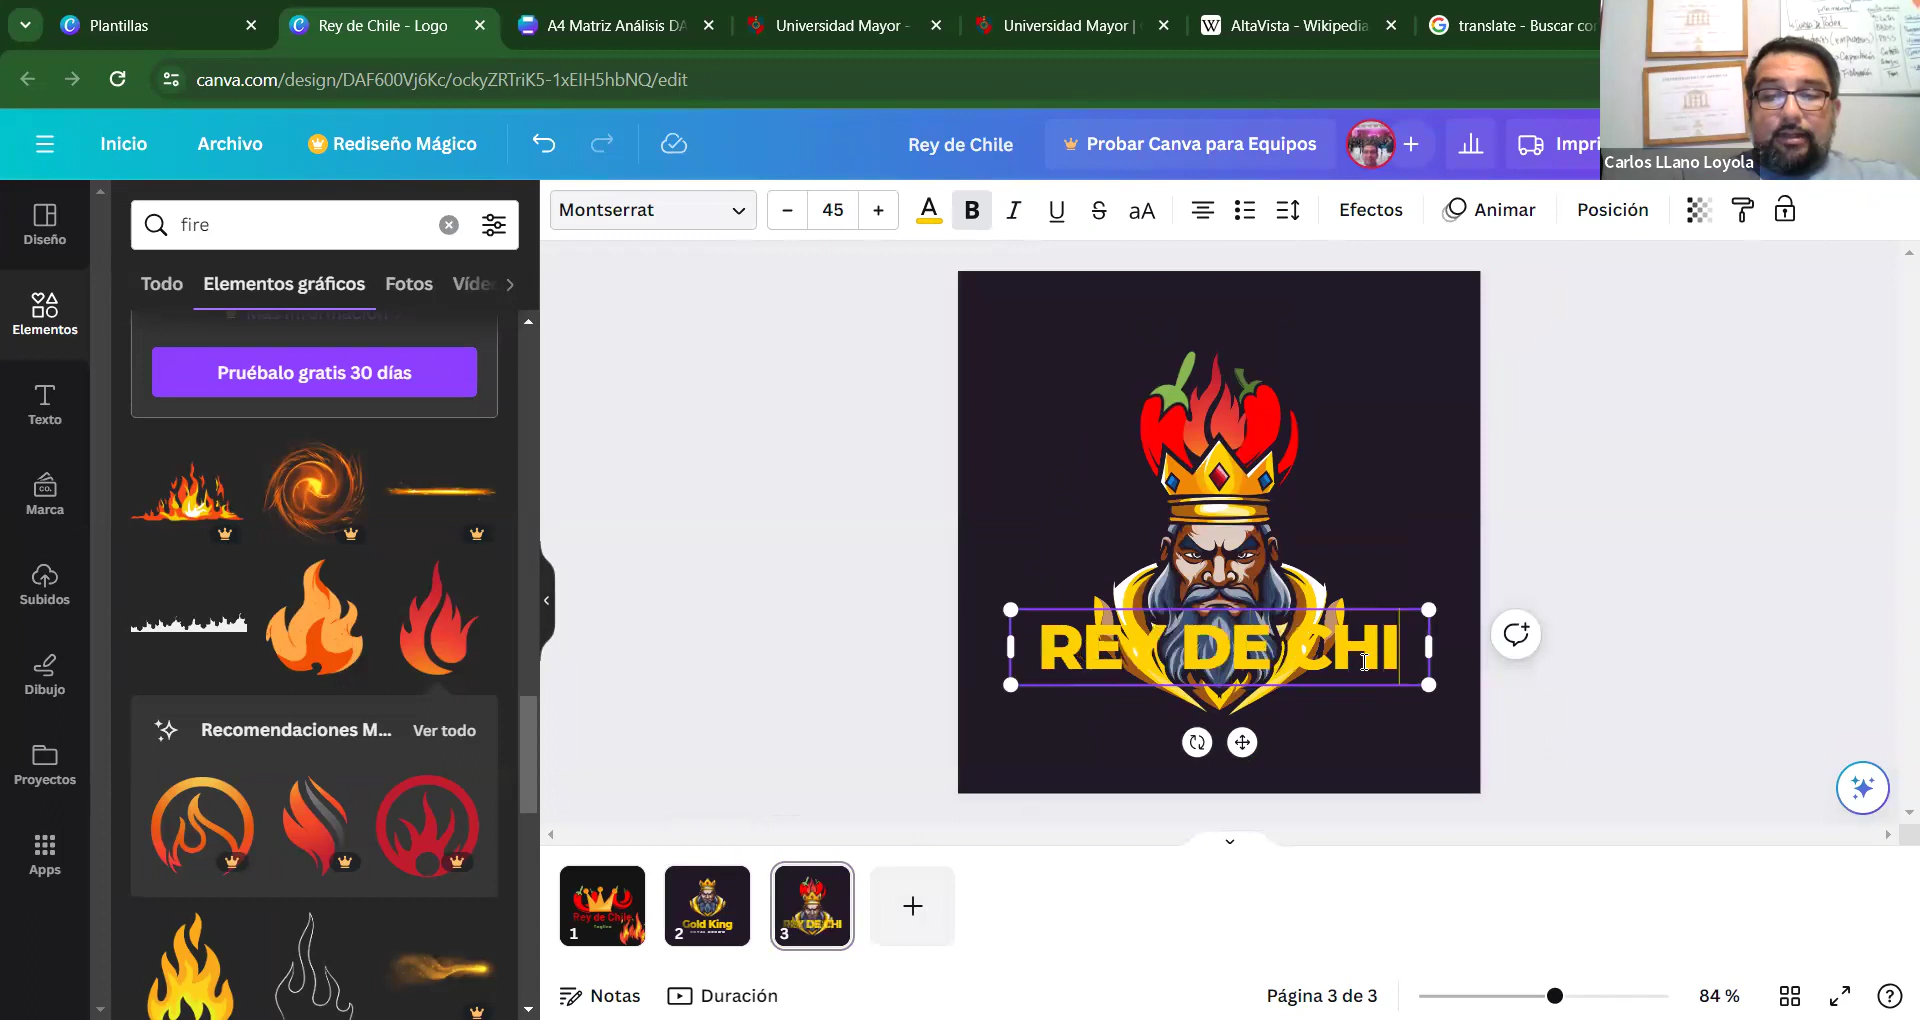 Plantillas
Rey de Chile - Logo
A4 Matriz Análisis DA
Universidad Mayor -
Universidad Mayor |
AltaVista - Wikipedia
translate - Buscar co
canva.com/design/DAF600Vj6Kc/ockyZRTriK5-1xEIH5hbNQ/edit
Carlos LLano Loyola
Inicio
Archivo
Rediseño Mágico
Rey de Chile
Probar Canva para Equipos
Impri
fire
Montserrat
45
A
B
I
U
S
aA
Efectos
Animar
Posición
Diseño
Elementos
Texto
CO.
Marca
Subidos
Dibujo
Proyectos
Apps
Todo
Elementos gráficos
Fotos
Víde
Más información
Pruébalo gratis 30 días
Recomendaciones M...
Ver todo
REY DE CHI
Rey de Chile
Tagline
1
Gold King
2
REY DE CHI
3
Notas
Duración
Página 3 de 3
84 %